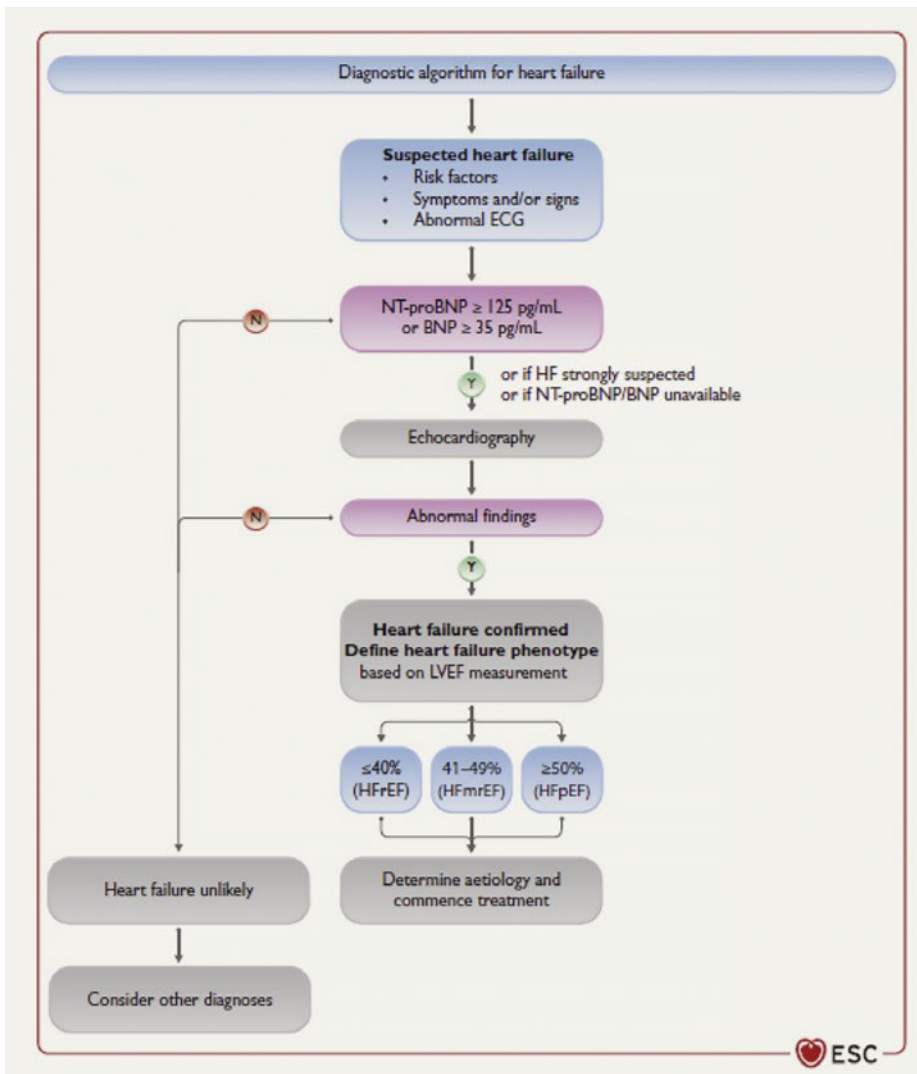 Diagnostic algorithm for heart failure
Suspected heart failure
• Risk factors
• Symptoms and/or signs
• Abnormal ECG
NT-proBNP ≥ 125 pg/mL
or BNP ≥ 35 pg/mL
N
Y
or if HF strongly suspected
or if NT-proBNP/BNP unavailable
Echocardiography
N
Abnormal findings
Y
Heart failure confirmed
Define heart failure phenotype
based on LVEF measurement
≤40%
(HFrEF)
41–49%
(HFmrEF)
≥50%
(HFpEF)
Heart failure unlikely
Determine aetiology and
commence treatment
Consider other diagnoses
ESC